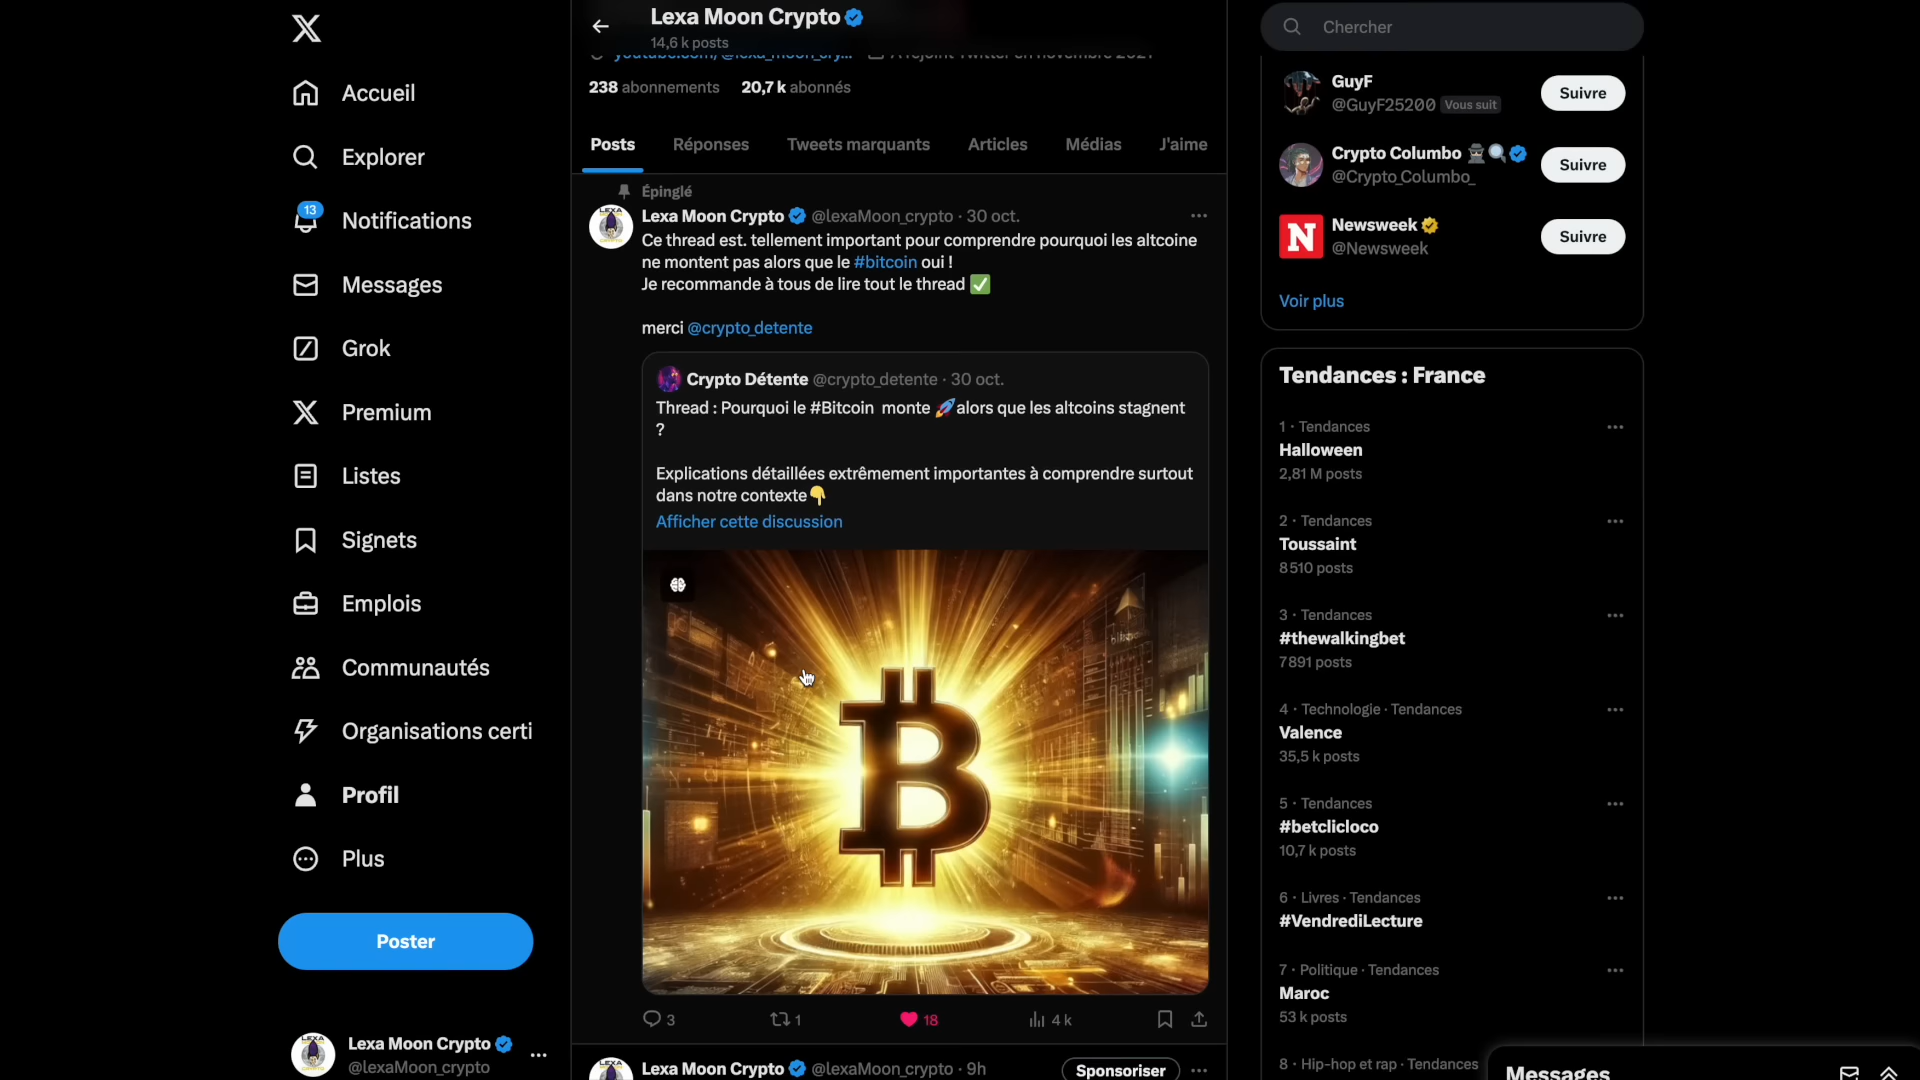 Accueil
Explorer
13
Notifications
Messages
Grok
Premium
Listes
Signets
Emplois
Communautés
Organisations certi
Profil
Plus
Poster
Lexa Moon Crypto
@lexaMoon_crypto
Lexa Moon Crypto
14,6 k posts
238 abonnements 20,7 k abonnés
Posts Réponses Tweets marquants Articles Médias J'aime
Épinglé
Lexa Moon Crypto @lexaMoon_crypto · 30 oct.
Ce thread est. tellement important pour comprendre pourquoi les altcoine
ne montent pas alors que le #bitcoin oui !
Je recommande à tous de lire tout le thread ✅
merci @crypto_detente
Crypto Détente @crypto_detente · 30 oct.
Thread : Pourquoi le #Bitcoin monte 🚀alors que les altcoins stagnent
?
Explications détaillées extrêmement importantes à comprendre surtout
dans notre contexte👇
Afficher cette discussion
3 1 18 4 k
Lexa Moon Crypto @lexaMoon_crypto · 9h
Sponsoriser
Chercher
GuyF
@GuyF25200 Vous suit
Suivre
Crypto Columbo
@Crypto_Columbo_
Suivre
Newsweek
@Newsweek
Suivre
Voir plus
Tendances : France
1 · Tendances
Halloween
2,81 M posts
2 · Tendances
Toussaint
8 510 posts
3 · Tendances
#thewalkingbet
7 891 posts
4 · Technologie · Tendances
Valence
35,5 k posts
5 · Tendances
#betclicloco
10,7 k posts
6 · Livres · Tendances
#VendrediLecture
7 · Politique · Tendances
Maroc
53 k posts
8 · Hip-hop et rap · Tendances
Messages